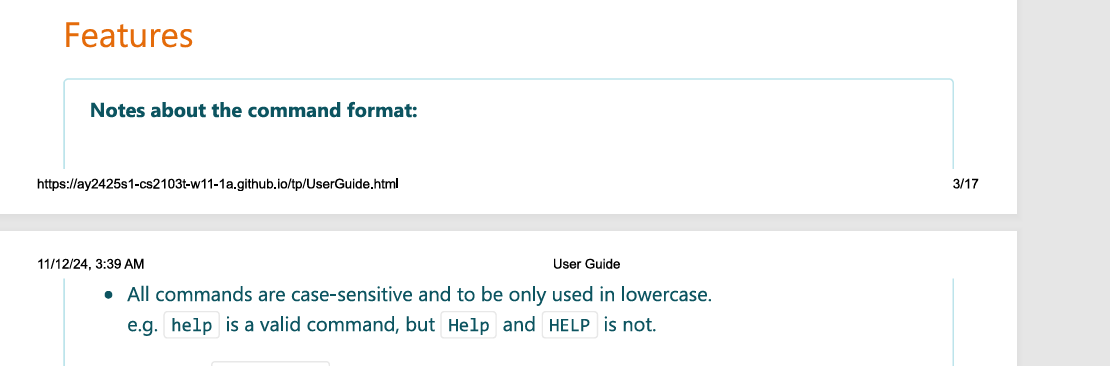 Features
Notes about the command format:
https://ay2425s1-cs2103t-w11-1a.github.io/tp/UserGuide.html 3/17
11/12/24, 3:39 AM User Guide
• All commands are case-sensitive and to be only used in lowercase.
e.g. help is a valid command, but Help and HELP is not.